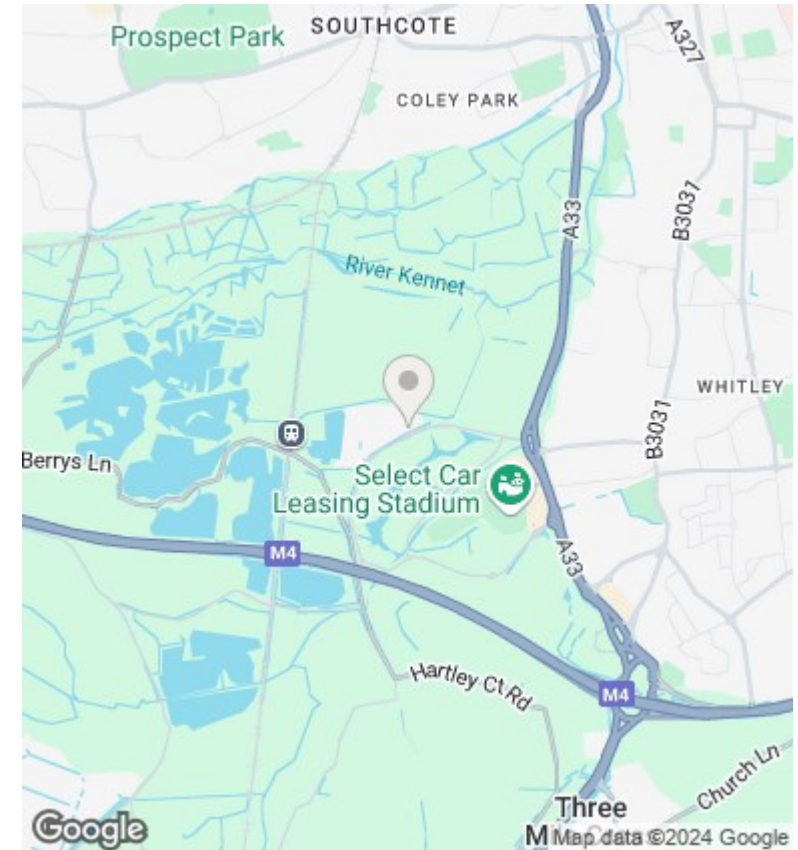 SOUTHCOTE
Prospect Park
A327
COLEY PARK
B3031
A33
River Kennet
WHITLEY
B3031
Berrys Ln
Select Car
Leasing Stadium
M4
A33
Hartley Ct Rd
M4
Church Ln
Three
Google
Map data ©2024 Google